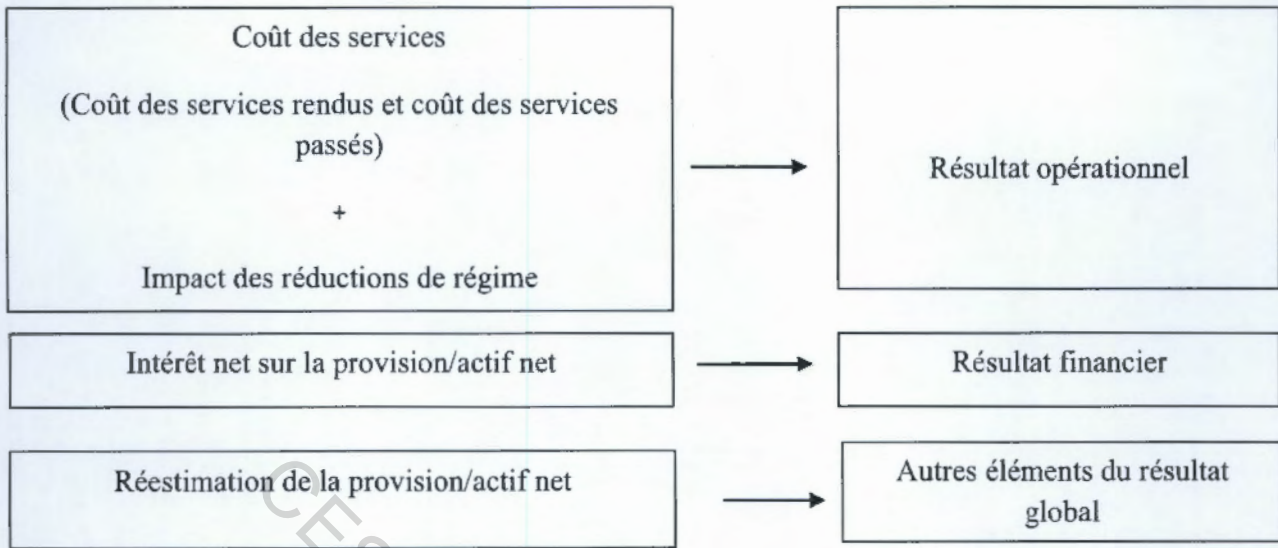 Coût des services
(Coût des services rendus et coût des services
passés)
+
Impact des réductions de régime
Résultat opérationnel
Intérêt net sur la provision/actif net
Résultat financier
Réestimation de la provision/actif net
Autres éléments du résultat
global